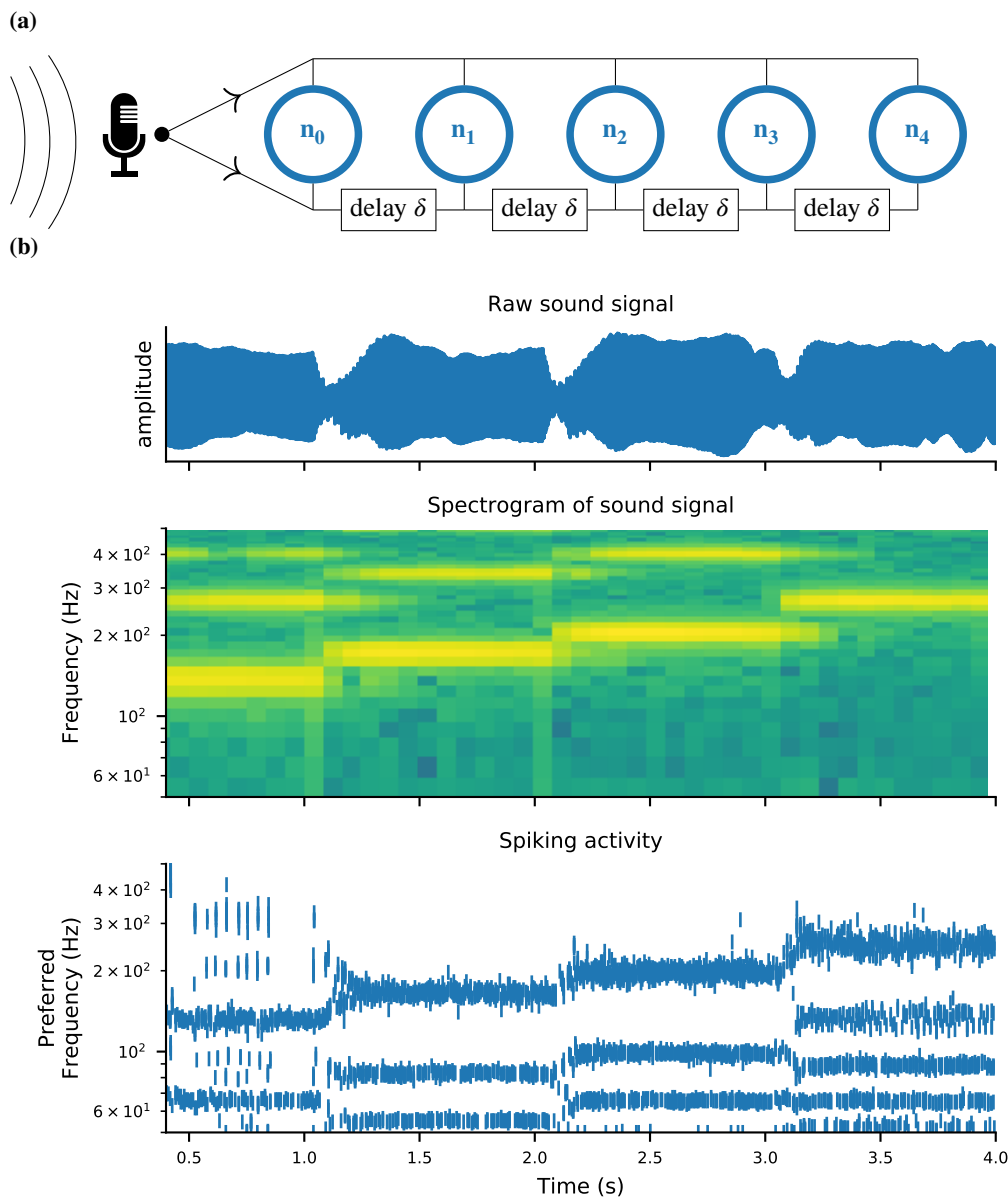 (a)
n₀ n₁ n₂ n₃ n₄
delay δ delay δ delay δ delay δ
(b)
Raw sound signal
amplitude
Spectrogram of sound signal
Frequency (Hz)
4 × 10²
3 × 10²
2 × 10²
10²
6 × 10¹
0.5 1.0 1.5 2.0 2.5 3.0 3.5 4.0
Spiking activity
Preferred
Frequency (Hz)
4 × 10²
3 × 10²
2 × 10²
10²
6 × 10¹
Time (s)